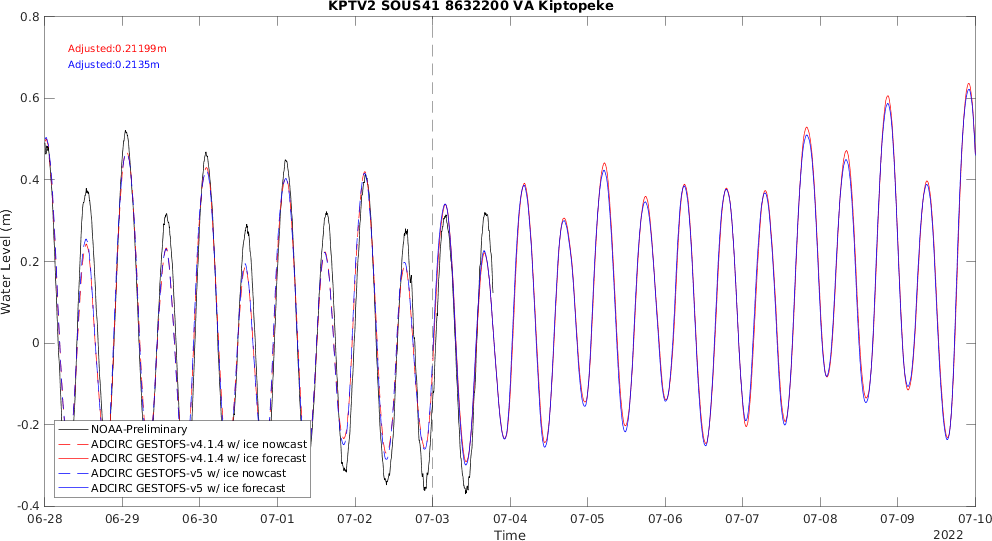 KPTV2 SOUS41 8632200 VA Kiptopeke
Adjusted:0.21199m
Adjusted:0.2135m
Water Level (m)
0.8
0.6
0.4
0.2
0
-0.2
-0.4
NOAA-Preliminary
ADCIRC GESTOFS-v4.1.4 w/ ice nowcast
ADCIRC GESTOFS-v4.1.4 w/ ice forecast
ADCIRC GESTOFS-v5 w/ ice nowcast
ADCIRC GESTOFS-v5 w/ ice forecast
06-28 06-29 06-30 07-01 07-02 07-03 07-04 07-05 07-06 07-07 07-08 07-09 07-10
Time
2022